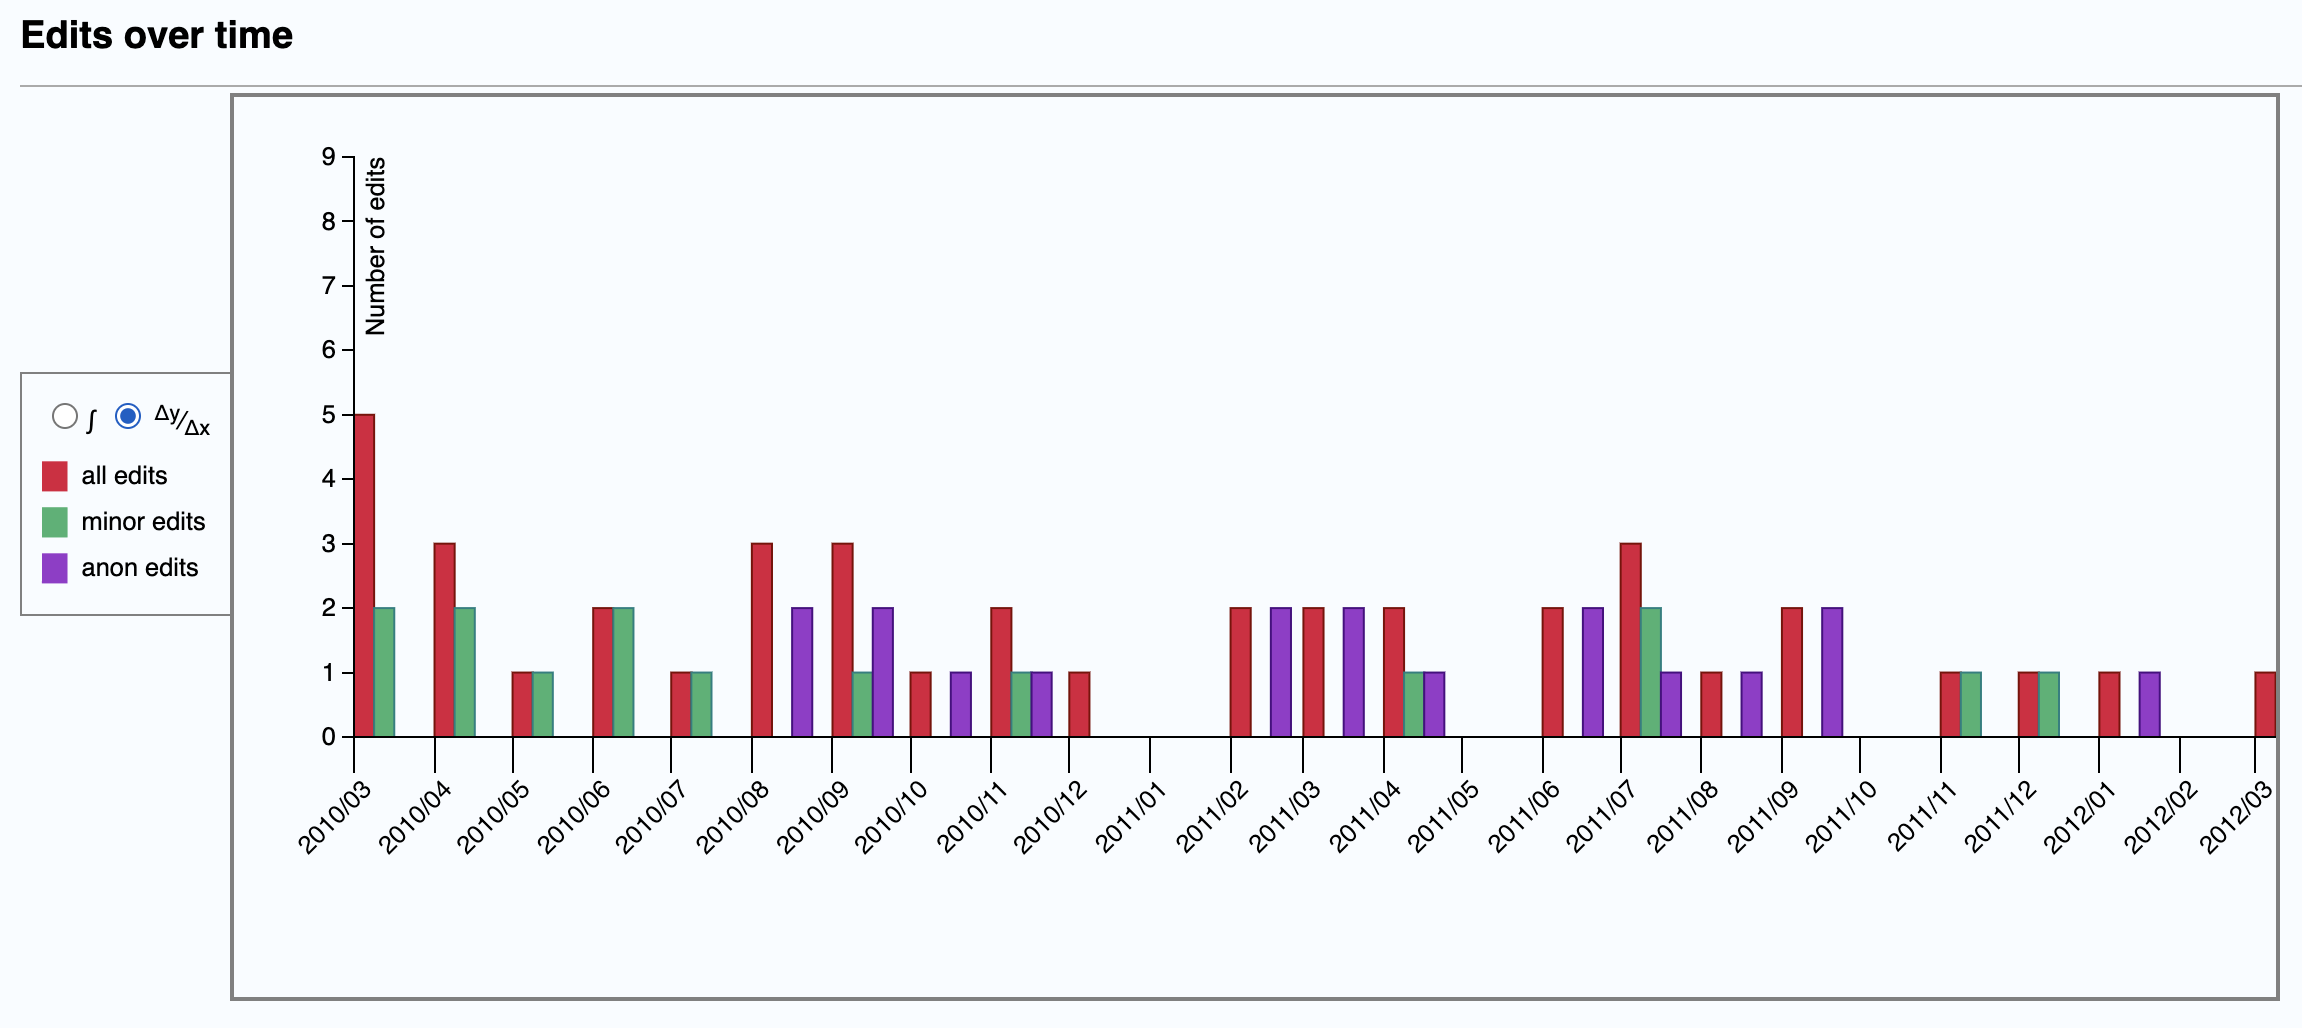 Edits over time
9
8
7
6
5
4
3
2
1
0
Number of edits
∫ Δy/Δx
all edits
minor edits
anon edits
2010/03 2010/04 2010/05 2010/06 2010/07 2010/08 2010/09 2010/10 2010/11 2010/12 2011/01 2011/02 2011/03 2011/04 2011/05 2011/06 2011/07 2011/08 2011/09 2011/10 2011/11 2011/12 2012/01 2012/02 2012/03